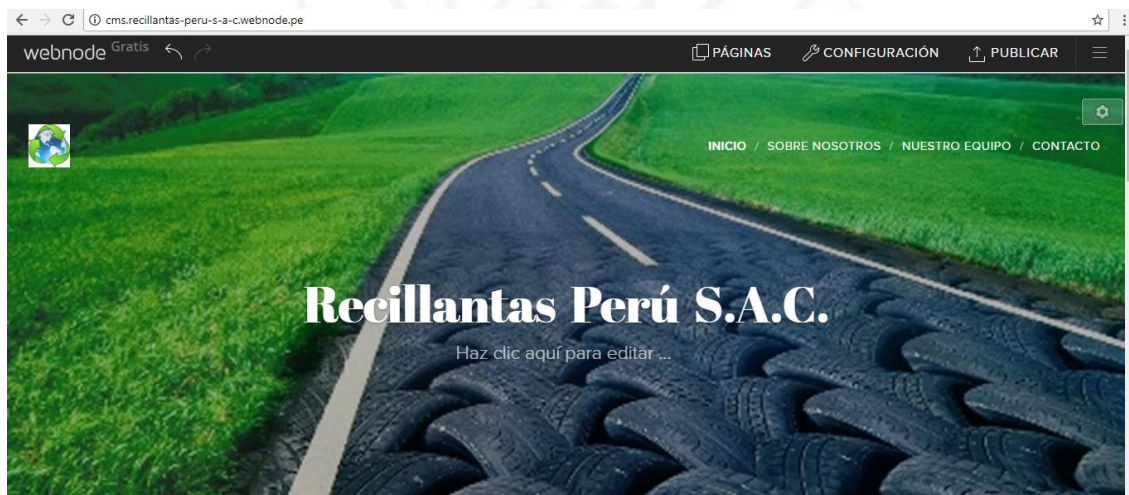 cms.recillantas-peru-s-a-c.webnode.pe
webnode Gratis PÁGINAS CONFIGURACIÓN PUBLICAR
INICIO / SOBRE NOSOTROS / NUESTRO EQUIPO / CONTACTO
Recillantas Perú S.A.C.
Haz clic aquí para editar ...